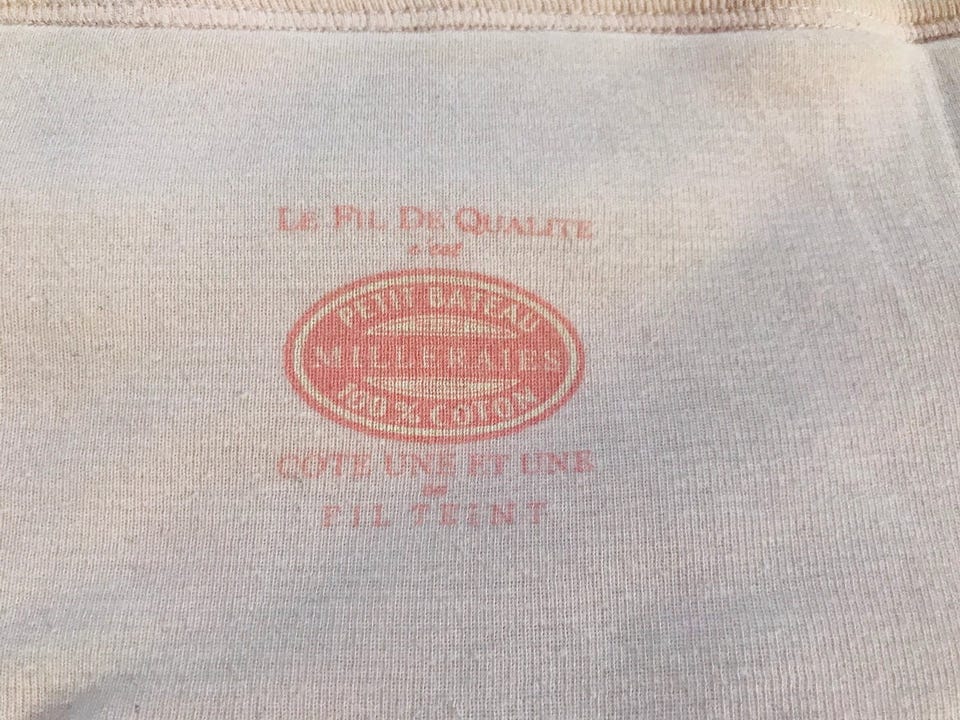 LE FIL DE QUALITE
c'est
PETIT BATEAU
MILLERAIES
100% COTON
COTE UNE ET UNE
en
FIL TEINT